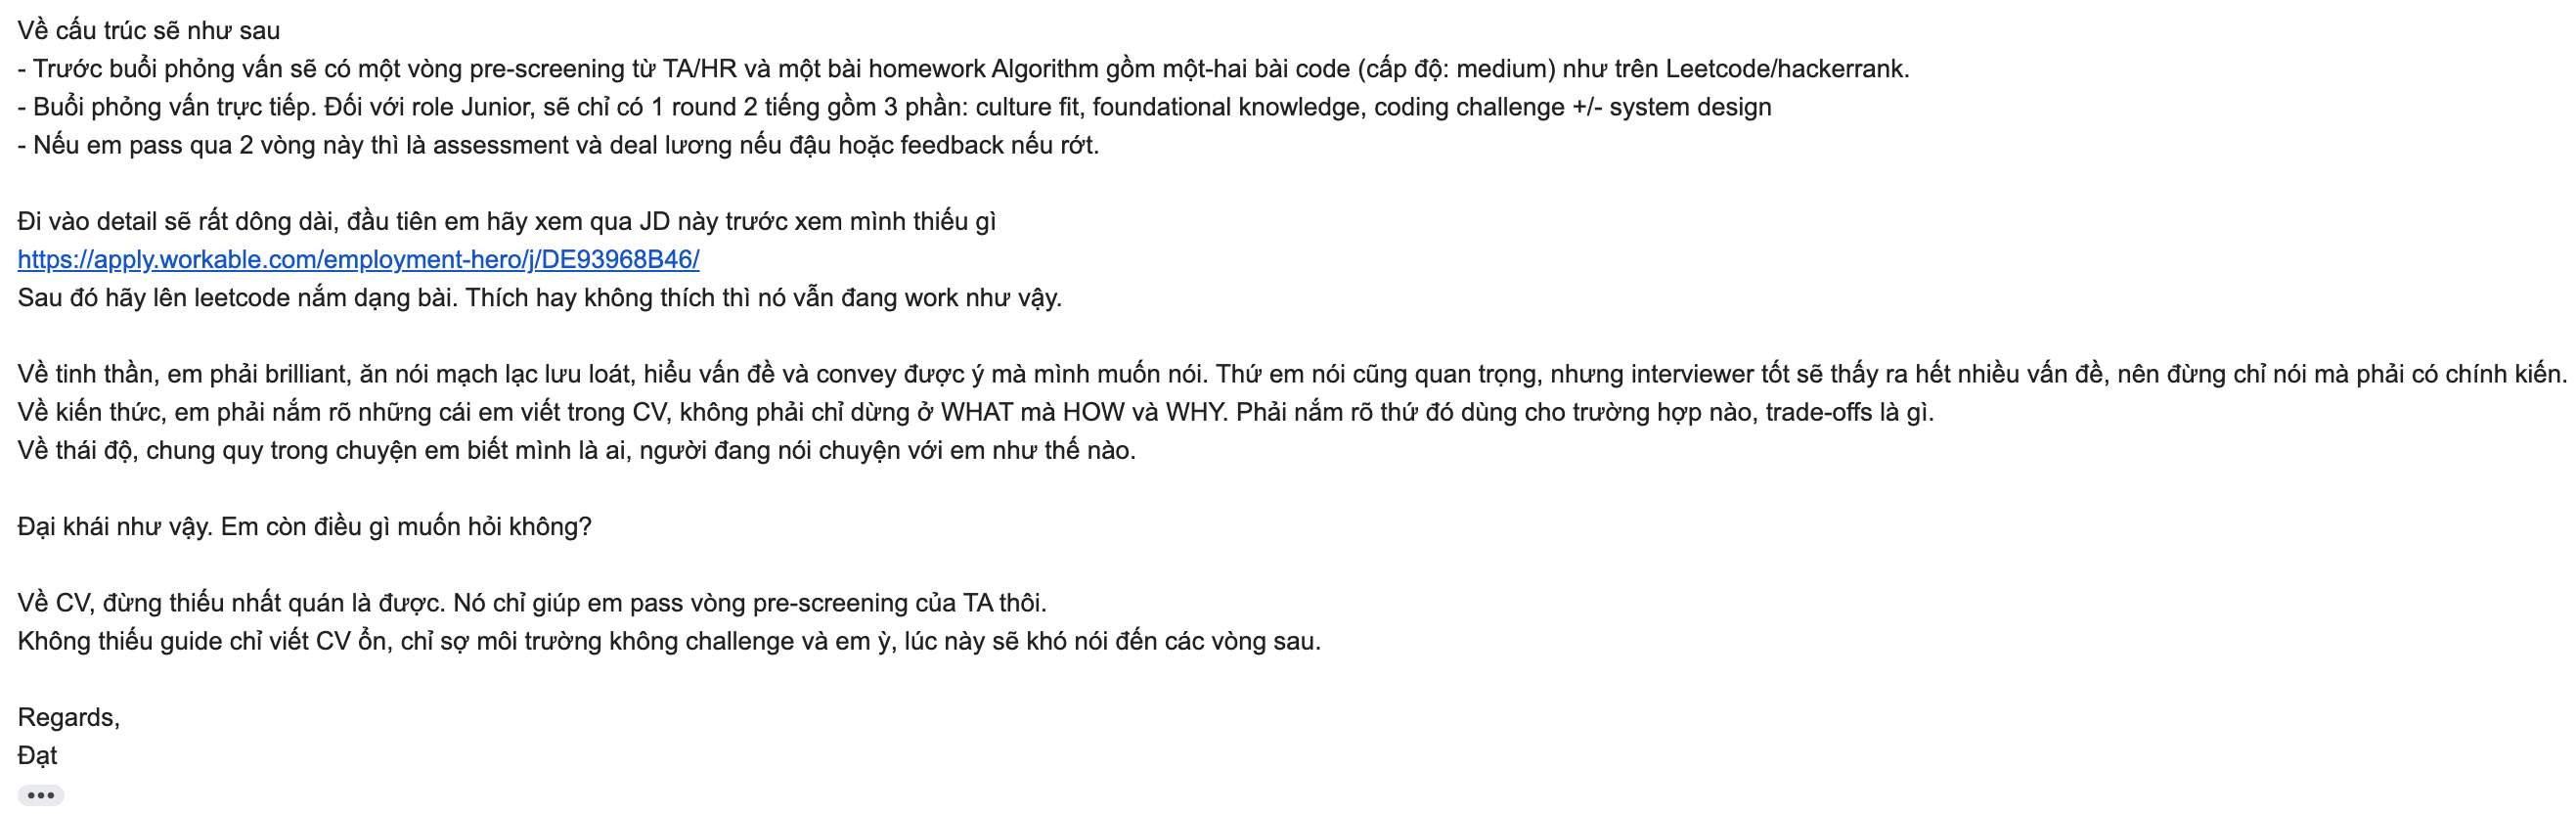 Về cấu trúc sẽ như sau
- Trước buổi phỏng vấn sẽ có một vòng pre-screening từ TA/HR và một bài homework Algorithm gồm một-hai bài code (cấp độ: medium) như trên Leetcode/hackerrank.
- Buổi phỏng vấn trực tiếp. Đối với role Junior, sẽ chỉ có 1 round 2 tiếng gồm 3 phần: culture fit, foundational knowledge, coding challenge +/- system design
- Nếu em pass qua 2 vòng này thì là assessment và deal lương nếu đậu hoặc feedback nếu rớt.
Đi vào detail sẽ rất dông dài, đầu tiên em hãy xem qua JD này trước xem mình thiếu gì
https://apply.workable.com/employment-hero/j/DE93968B46/
Sau đó hãy lên leetcode nắm dạng bài. Thích hay không thích thì nó vẫn đang work như vậy.
Về tinh thần, em phải brilliant, ăn nói mạch lạc lưu loát, hiểu vấn đề và convey được ý mà mình muốn nói. Thứ em nói cũng quan trọng, nhưng interviewer tốt sẽ thấy ra hết nhiều vấn đề, nên đừng chỉ nói mà phải có chính kiến.
Về kiến thức, em phải nắm rõ những cái em viết trong CV, không phải chỉ dừng ở WHAT mà HOW và WHY. Phải nắm rõ thứ đó dùng cho trường hợp nào, trade-offs là gì.
Về thái độ, chung quy trong chuyện em biết mình là ai, người đang nói chuyện với em như thế nào.
Đại khái như vậy. Em còn điều gì muốn hỏi không?
Về CV, đừng thiếu nhất quán là được. Nó chỉ giúp em pass vòng pre-screening của TA thôi.
Không thiếu guide chỉ viết CV ổn, chỉ sợ môi trường không challenge và em ỳ, lúc này sẽ khó nói đến các vòng sau.
Regards,
Đạt